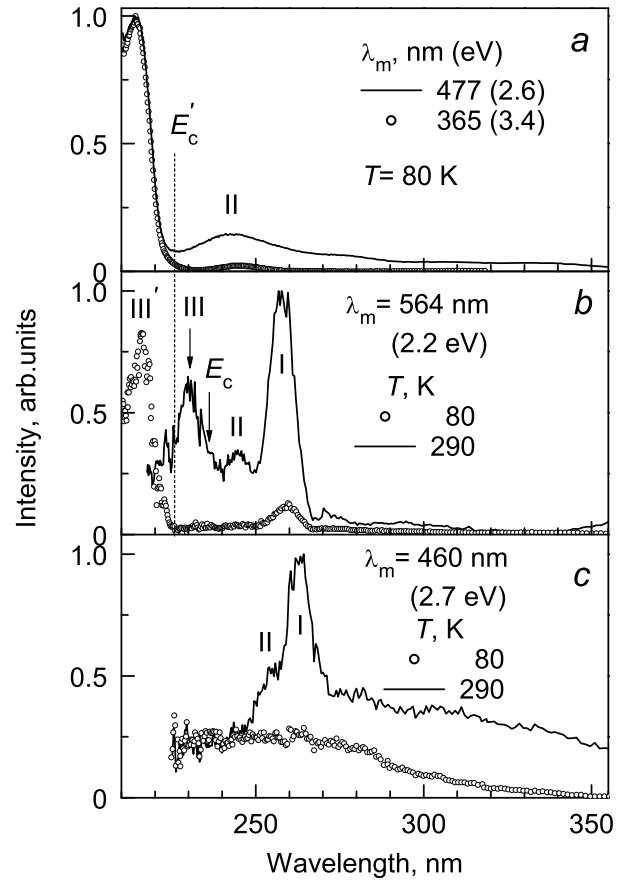 1.0
a
λm, nm (eV)
477 (2.6)
E'c
365 (3.4)
0.5
T= 80 K
II
0
1.0
III'
III
λm= 564 nm
b
(2.2 eV)
Ec
I
T, K
80
0.5
II
290
0
1.0
λm= 460 nm
c
(2.7 eV)
II
I
T, K
80
0.5
290
0
250
300
350
Wavelength, nm
Intensity, arb.units